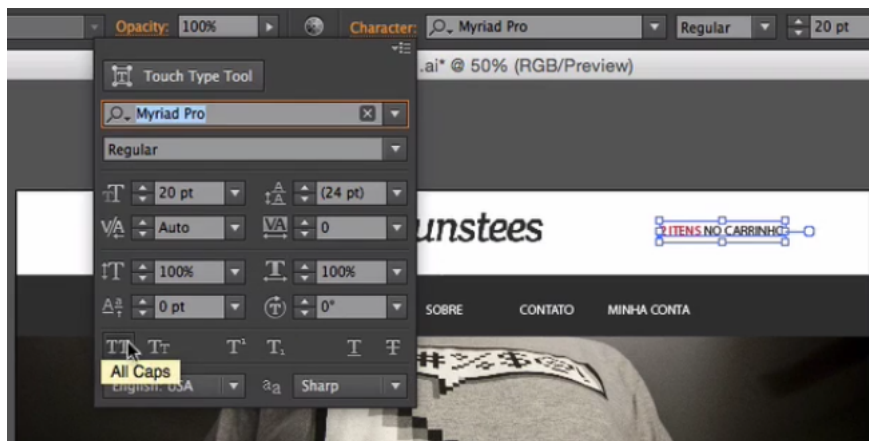 Opacity: 100% Character: Myriad Pro Regular 20 pt
.ai* @ 50% (RGB/Preview)
Touch Type Tool
Myriad Pro
Regular
20 pt (24 pt)
Auto 0
100% 100%
0 pt 0°
All Caps
English: USA Sharp
unstees
2 ITENS NO CARRINHO
SOBRE CONTATO MINHA CONTA